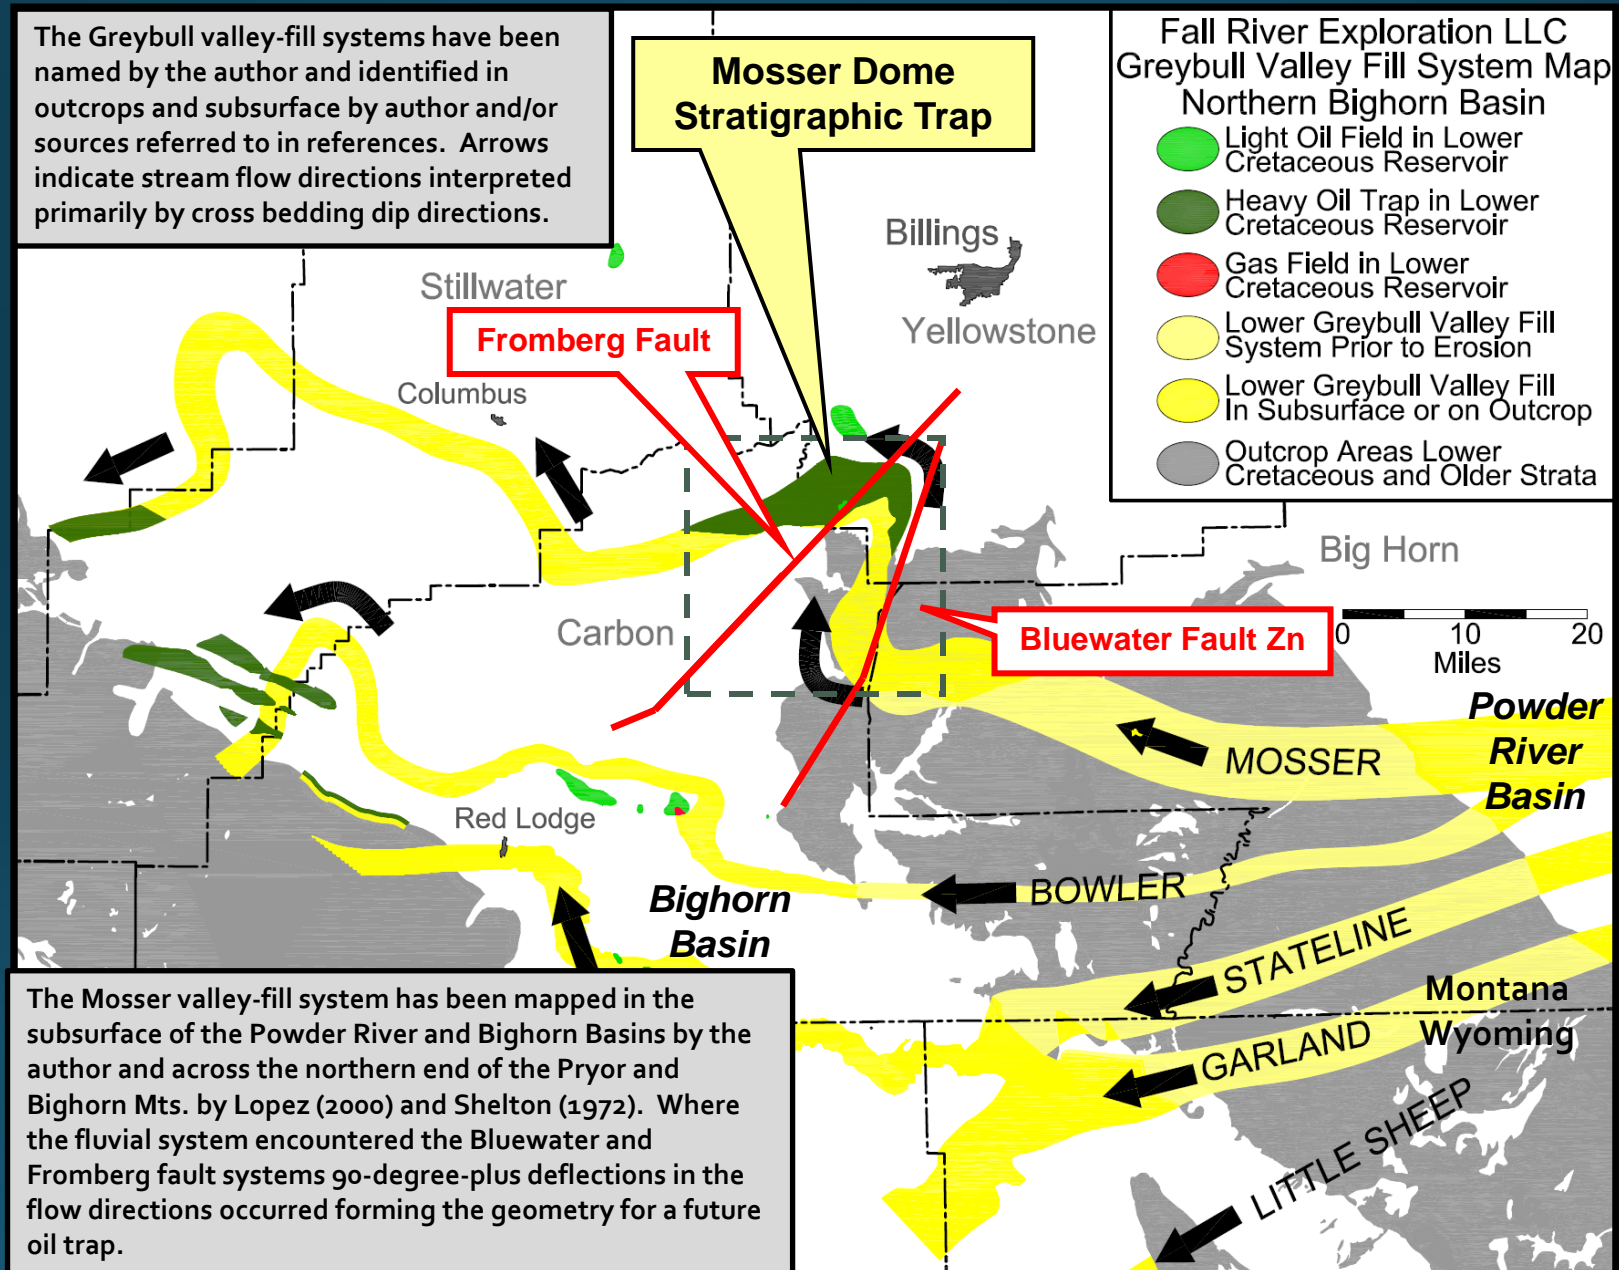 The Greybull valley-fill systems have been
named by the author and identified in
outcrops and subsurface by author and/or
sources referred to in references.  Arrows
indicate stream flow directions interpreted
primarily by cross bedding dip directions.
Mosser Dome
Stratigraphic Trap
Fall River Exploration LLC
Greybull Valley Fill System Map
Northern Bighorn Basin
Light Oil Field in Lower
Cretaceous Reservoir
Heavy Oil Trap in Lower
Cretaceous Reservoir
Gas Field in Lower
Cretaceous Reservoir
Lower Greybull Valley Fill
System Prior to Erosion
Lower Greybull Valley Fill
In Subsurface or on Outcrop
Outcrop Areas Lower
Cretaceous and Older Strata
Billings
Stillwater
Yellowstone
Fromberg Fault
Columbus
Big Horn
Carbon
Bluewater Fault Zn
0 10 20
Miles
Powder
River
Basin
MOSSER
Red Lodge
BOWLER
Bighorn
Basin
STATELINE
Montana
Wyoming
GARLAND
LITTLE SHEEP
The Mosser valley-fill system has been mapped in the
subsurface of the Powder River and Bighorn Basins by the
author and across the northern end of the Pryor and
Bighorn Mts. by Lopez (2000) and Shelton (1972).  Where
the fluvial system encountered the Bluewater and
Fromberg fault systems 90-degree-plus deflections in the
flow directions occurred forming the geometry for a future
oil trap.